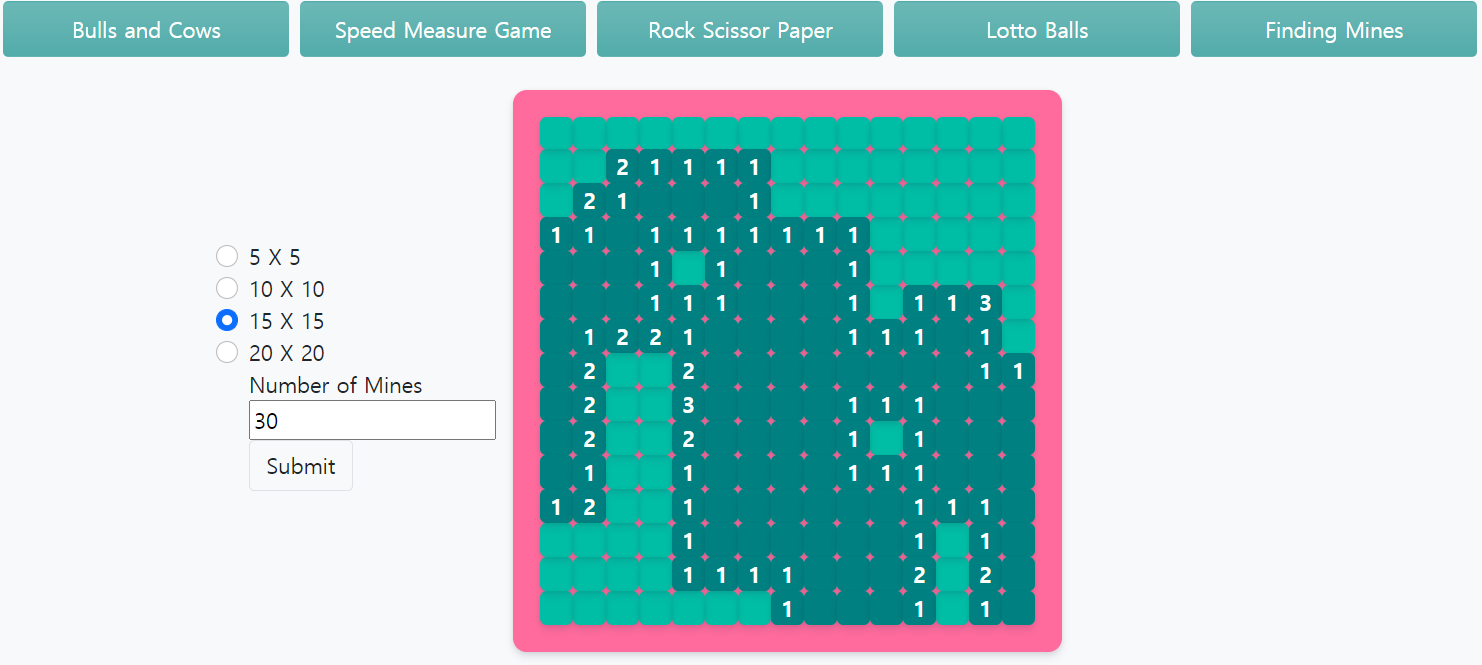 Bulls and Cows Speed Measure Game Rock Scissor Paper Lotto Balls Finding Mines
5 X 5
10 X 10
15 X 15
20 X 20
Number of Mines
30
Submit
2 1 1 1 1
2 1 1
1 1 1 1 1 1 1 1 1
1 1 1
1 1 1 1 1 1 3
1 2 2 1 1 1 1 1
2 2 1 1
2 3 1 1 1
2 2 1 1
1 1 1 1 1
1 2 1 1 1 1
1 1 1
1 1 1 1 2 2
1 1 1